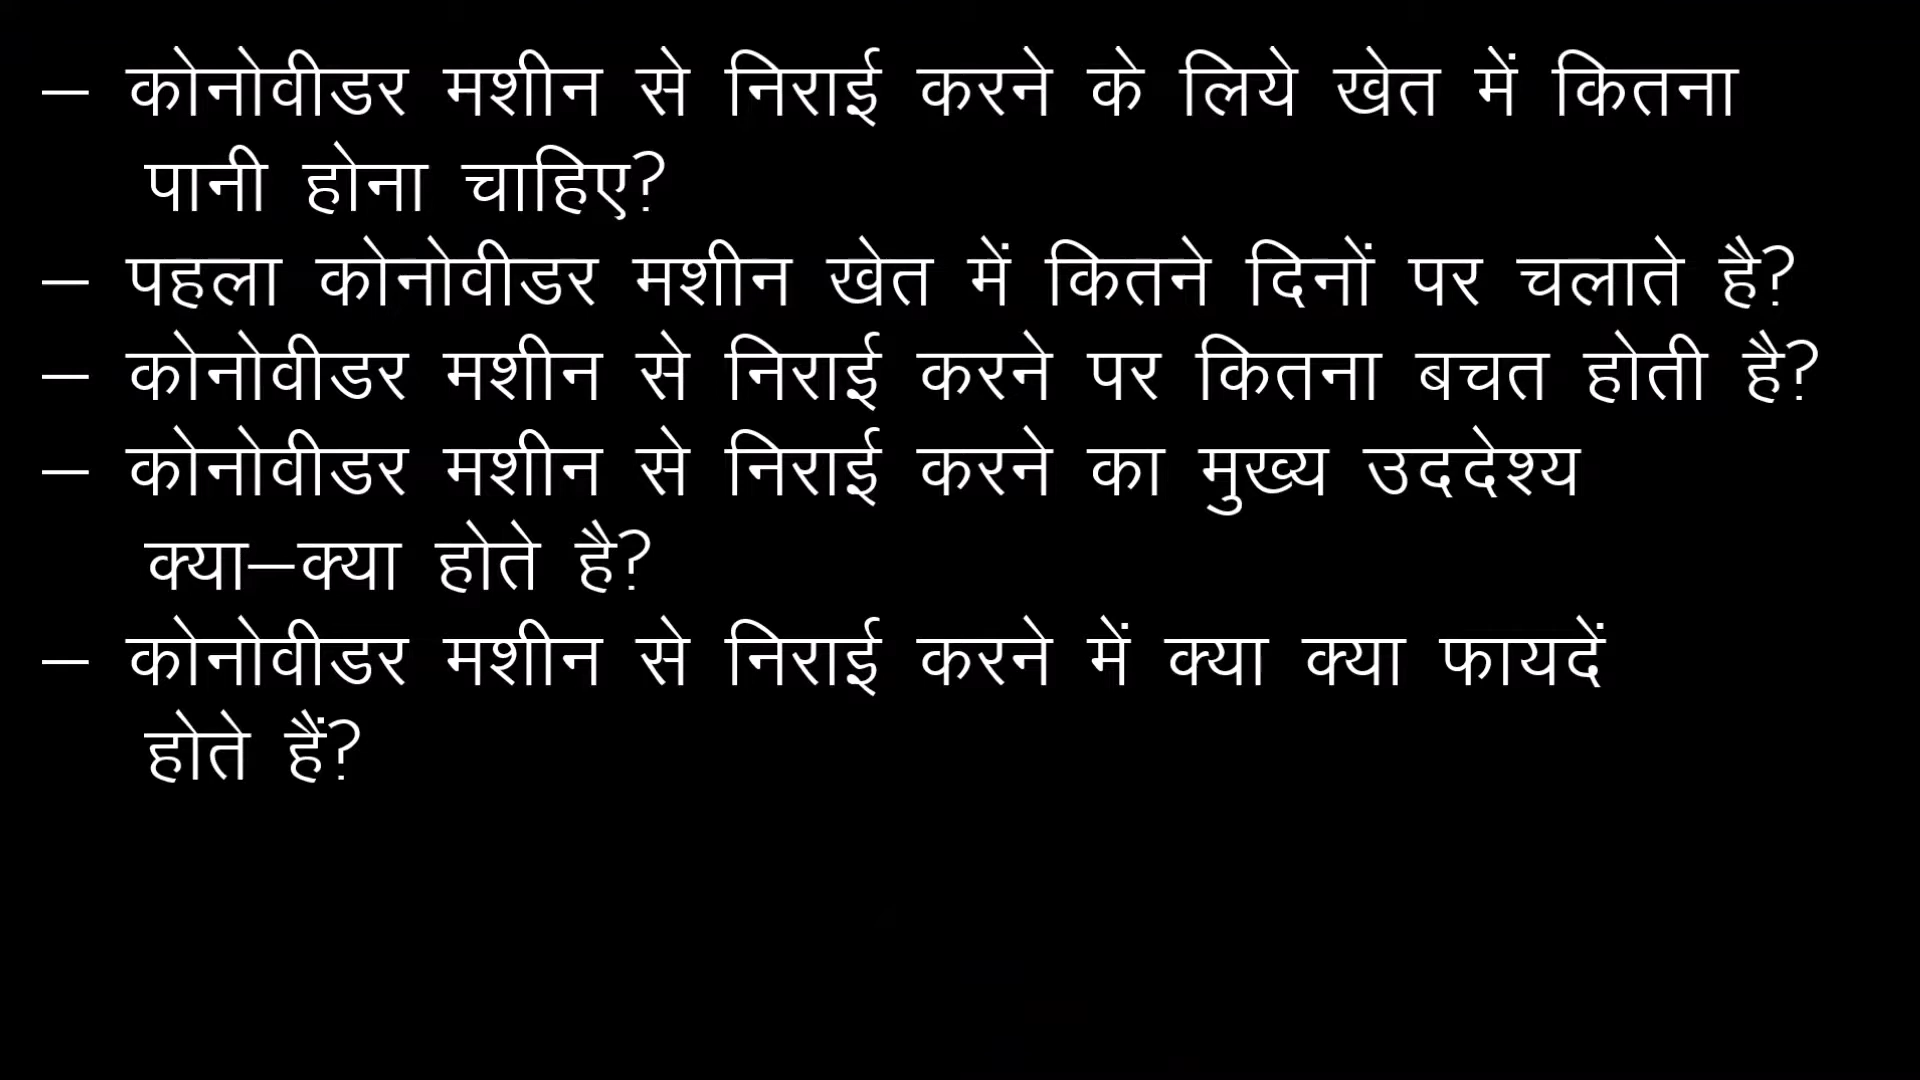 – कोनोवीडर मशीन से निराई करने के लिये खेत में कितना
पानी होना चाहिए?
– पहला कोनोवीडर मशीन खेत में कितने दिनों पर चलाते है?
– कोनोवीडर मशीन से निराई करने पर कितना बचत होती है?
– कोनोवीडर मशीन से निराई करने का मुख्य उददेश्य
क्या–क्या होते है?
– कोनोवीडर मशीन से निराई करने में क्या क्या फायदें
होते हैं?